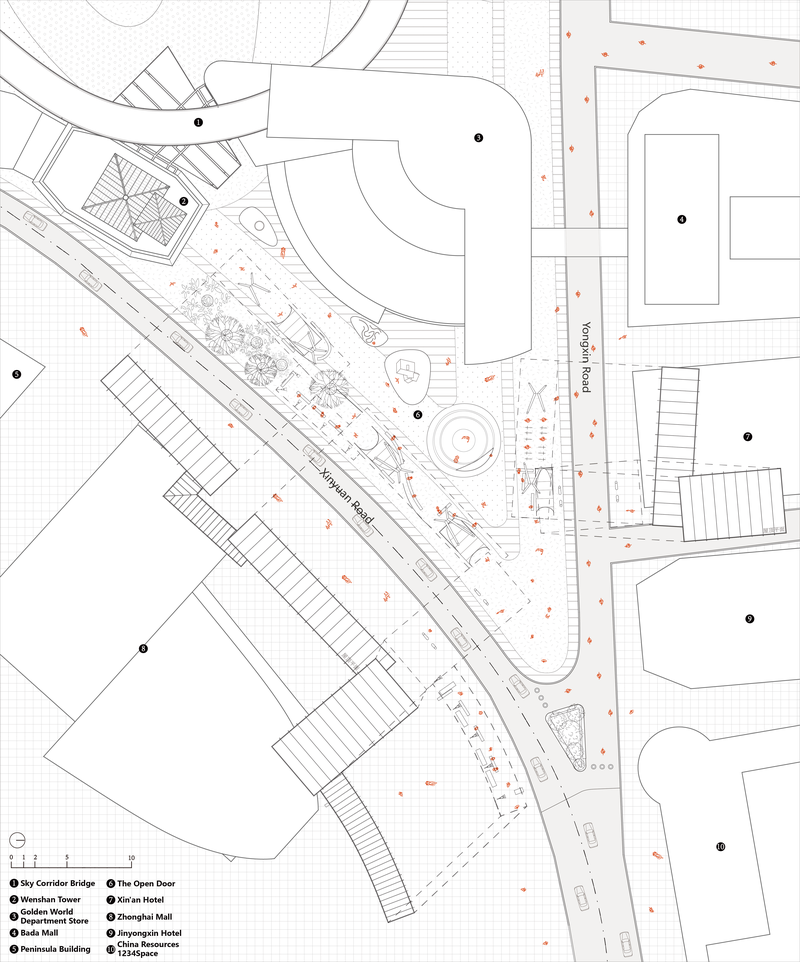 1
2
3
4
Yongxin Road
5
6
7
Xinyuan Road
9
8
10
0 1 2 5 10
1 Sky Corridor Bridge
2 Wenshan Tower
3 Golden World
Department Store
4 Bada Mall
5 Peninsula Building
6 The Open Door
7 Xin'an Hotel
8 Zhonghai Mall
9 Jinyongxin Hotel
10 China Resources
1234Space